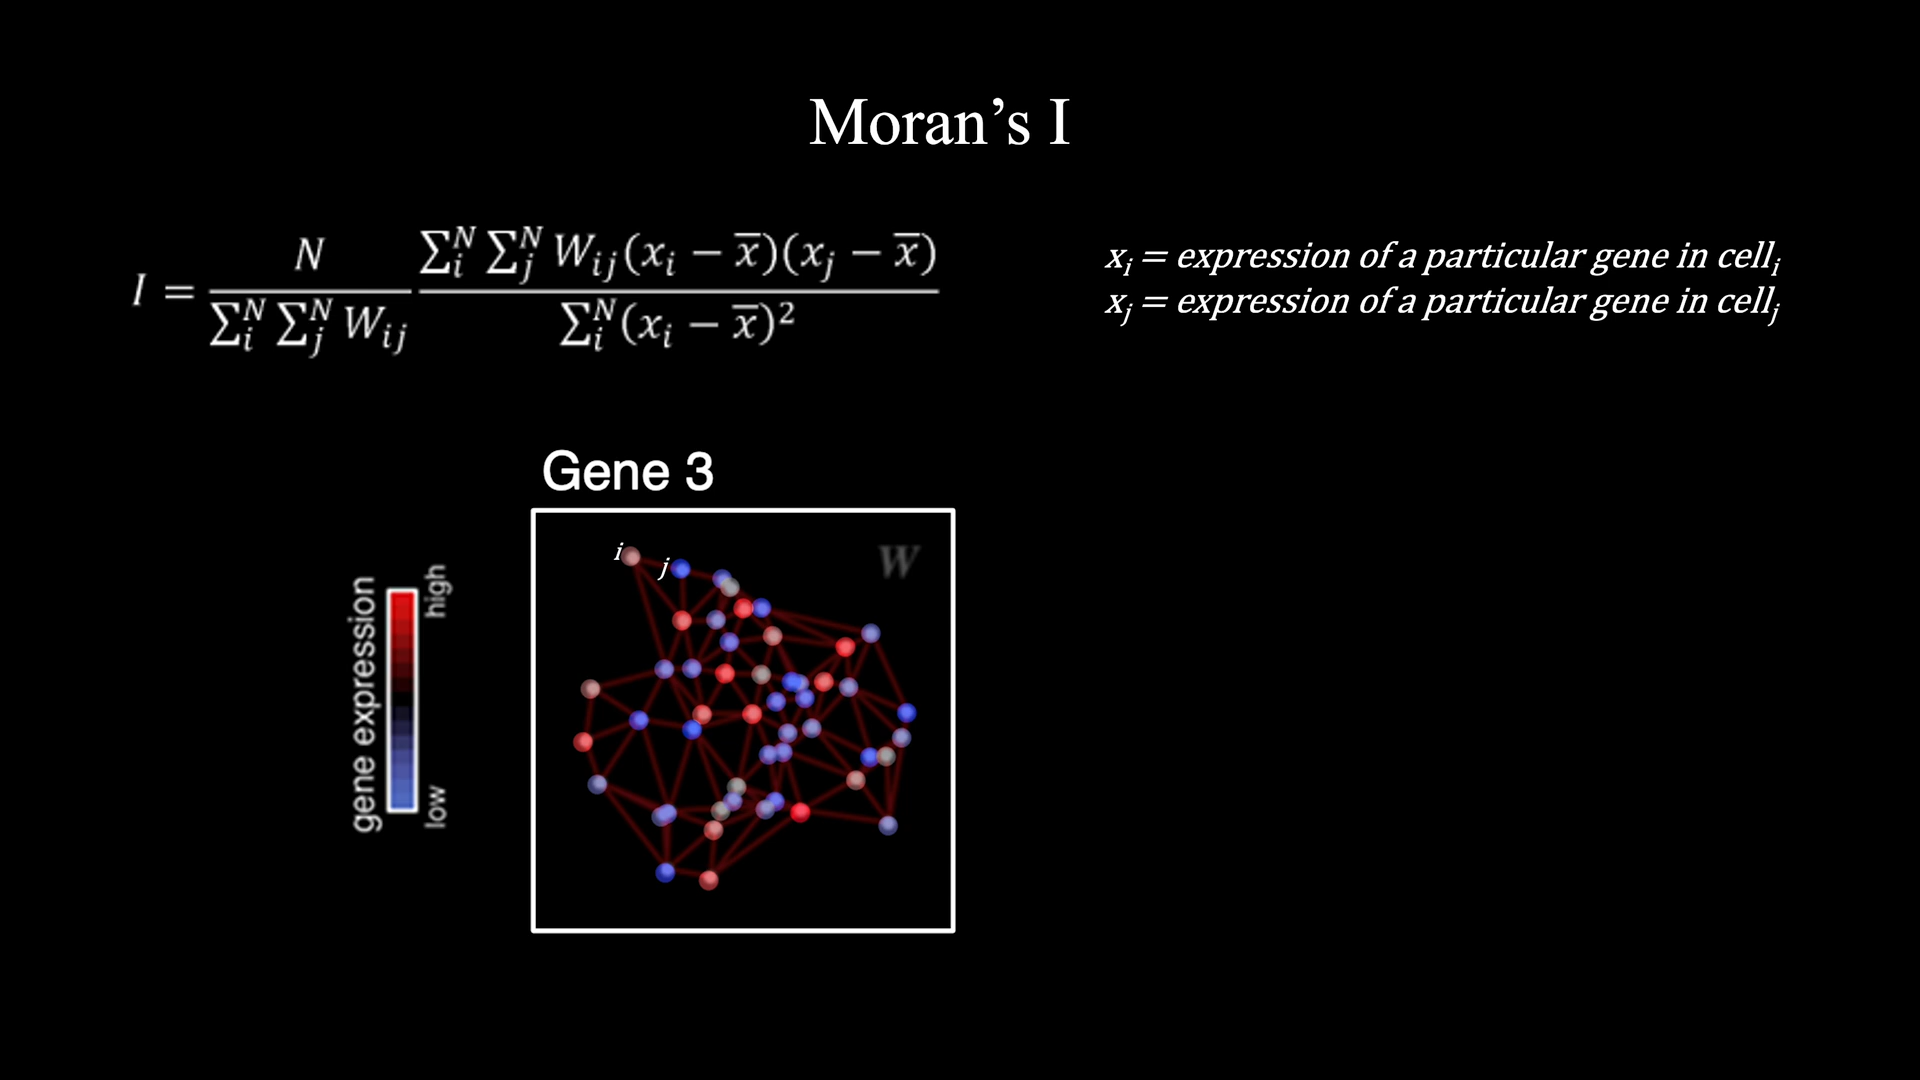 Moran’s I
I = N / ∑ᵢᴺ ∑ⱼᴺ Wᵢⱼ · ∑ᵢᴺ ∑ⱼᴺ Wᵢⱼ(xᵢ − x̅)(xⱼ − x̅) / ∑ᵢᴺ(xᵢ − x̅)²
xᵢ = expression of a particular gene in cellᵢ
xⱼ = expression of a particular gene in cellⱼ
Gene 3
i
j
W
gene expression
high
low